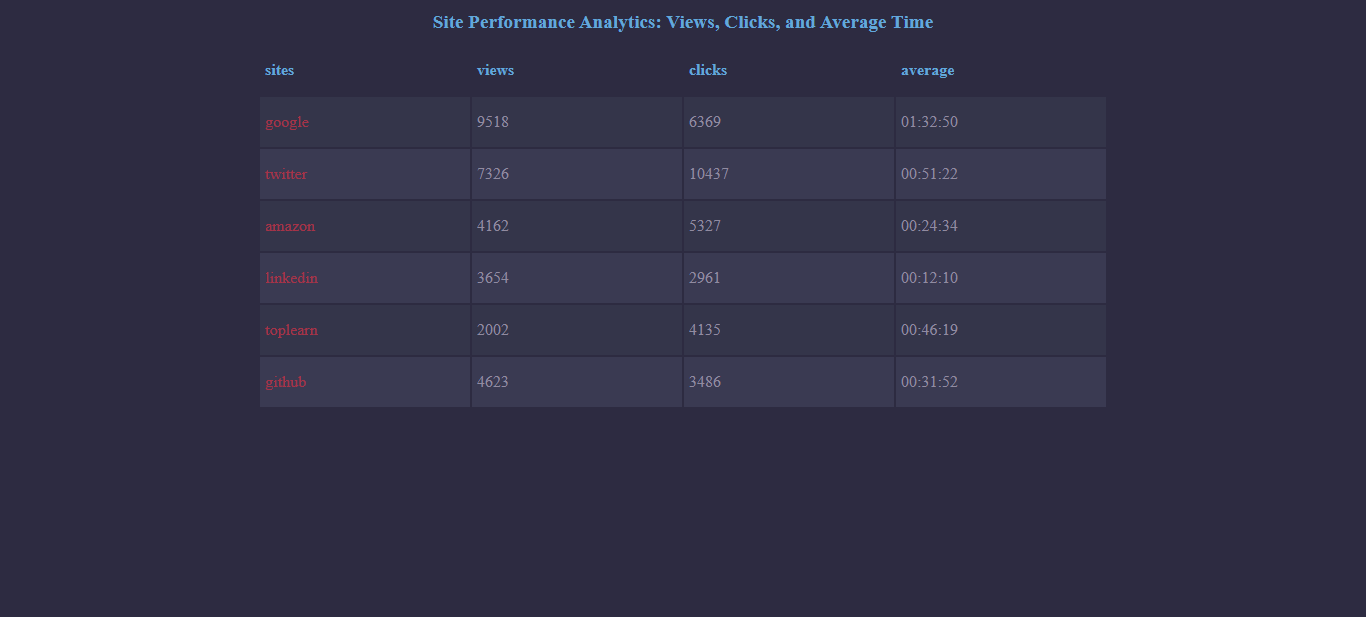 Site Performance Analytics: Views, Clicks, and Average Time
sites views clicks average
google 9518 6369 01:32:50
twitter 7326 10437 00:51:22
amazon 4162 5327 00:24:34
linkedin 3654 2961 00:12:10
toplearn 2002 4135 00:46:19
github 4623 3486 00:31:52